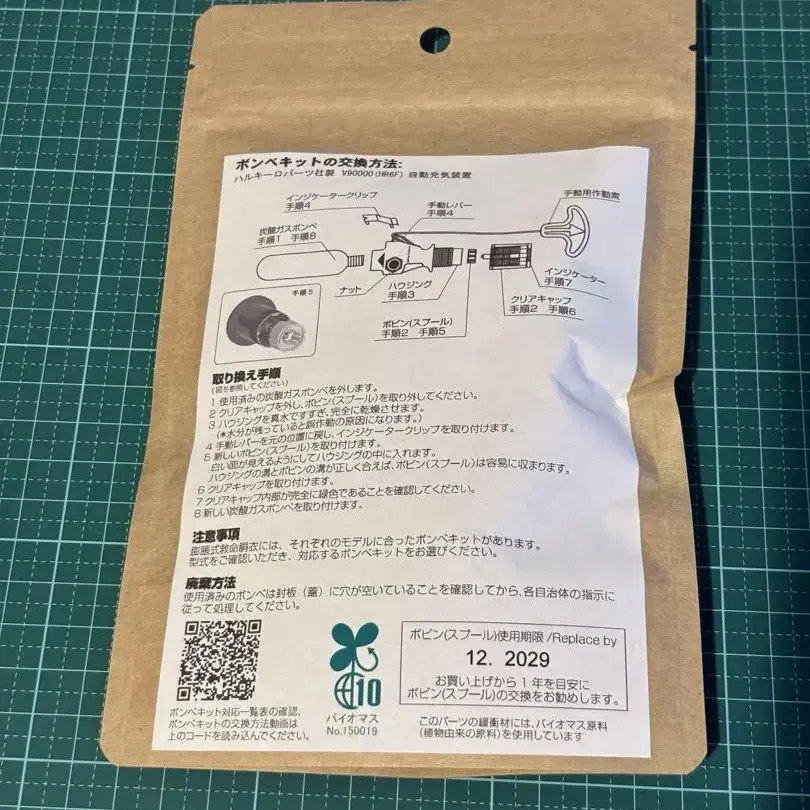 ボンベキットの交換方法:
ハルキーロバーツ社製 V90000(HR6F) 自動充気装置
インジケータークリップ
手順4
手動レバー
手順4
手動用作動索
炭酸ガスボンベ
手順1 手順8
ナット
ハウジング
手順3
インジケーター
手順7
クリアキャップ
手順2 手順6
ボビン(スプール)
手順2 手順5
手順5
取り換え手順
(図を参照してください)
1 使用済みの炭酸ガスボンベを外します。
2 クリアキャップを外し、ボビン(スプール)を取り外してください。
3 ハウジングを真水ですすぎ、完全に乾燥させます。
(*水分が残っていると誤作動の原因になります。)
4 手動レバーを元の位置に戻し、インジケータークリップを取り付けます。
5 新しいボビン(スプール)を取り付けます。
白い面が見えるようにしてハウジングの中に入れます。
ハウジングの溝とボビンの溝が正しく合えば、ボビン(スプール)は容易に収まります。
6 クリアキャップを取り付けます。
7 クリアキャップ内部が完全に緑色であることを確認してください。
8 新しい炭酸ガスボンベを取り付けます。
注意事項
膨脹式救命胴衣には、それぞれのモデルに合ったボンベキットがあります。
型式をご確認いただき、対応するボンベキットをお選びください。
廃棄方法
使用済みのボンベは封板(蓋)に穴が空いていることを確認してから、各自治体の指示に
従って処理してください。
ボンベキット対応一覧表の確認、
ボンベキットの交換方法動画は
上のコードを読み込んでください。
10
バイオマス
No.150019
ボビン(スプール)使用期限/Replace by
12. 2029
お買い上げから1年を目安に
ボビン(スプール)の交換をお勧めします。
このパーツの緩衝材には、バイオマス原料
(植物由来の原料)を使用しています